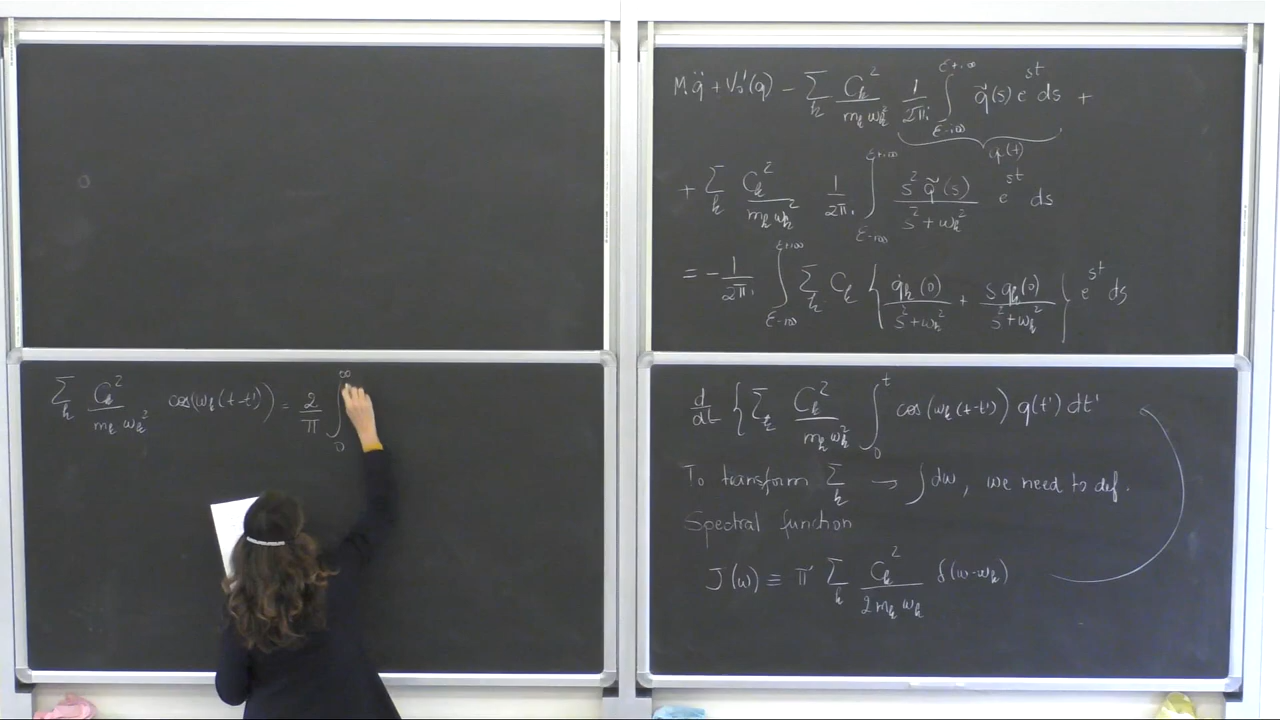 Σ_k C_k²/(m_k ω_k²) cos(ω_k(t-t')) = 2/π ∫_0^∞
M q̈ + V_s'(q) - Σ_k C_k²/(m_k ω_k²) 1/(2πi) ∫_{ε-i∞}^{ε+i∞} q̃(s) e^{st} ds +
q(t)
+ Σ_k C_k²/(m_k ω_k²) 1/(2πi) ∫_{ε-i∞}^{ε+i∞} s² q̃(s)/(s²+ω_k²) e^{st} ds
= - 1/(2πi) ∫_{ε-i∞}^{ε+i∞} Σ_k C_k { q̇_k(0)/(s²+ω_k²) + s q_k(0)/(s²+ω_k²) } e^{st} ds
d/dt { Σ_k C_k²/(m_k ω_k²) ∫_0^t cos(ω_k(t-t')) q(t') dt'
To transform Σ_k → ∫ dω, we need to def.
Spectral function
J(ω) ≡ π Σ_k C_k²/(2 m_k ω_k) δ(ω-ω_k)